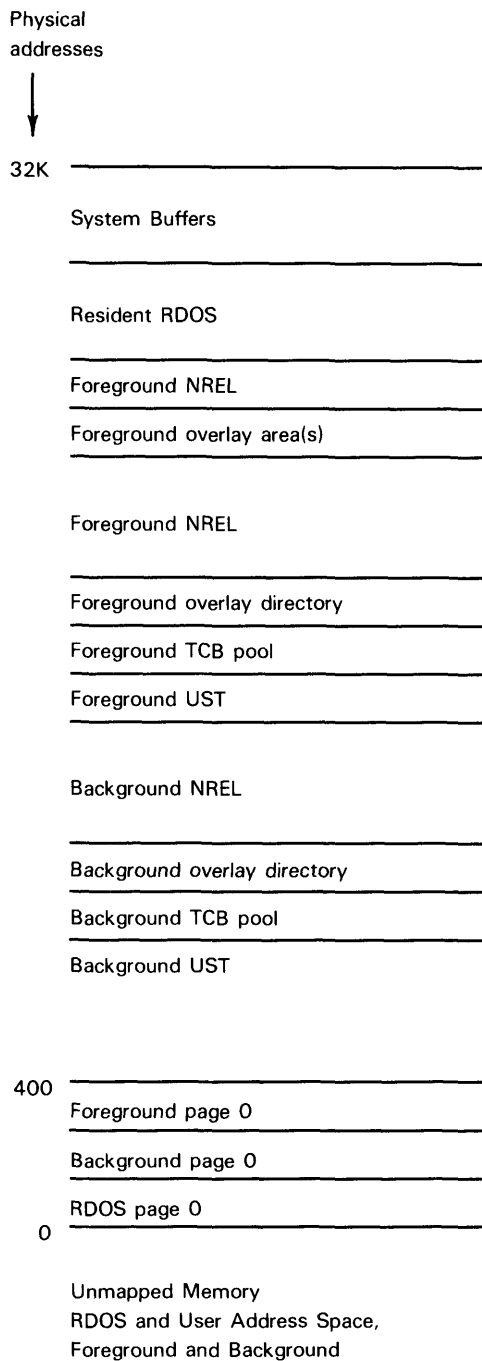 Physical
addresses
32K
System Buffers
Resident RDOS
Foreground NREL
Foreground overlay area(s)
Foreground NREL
Foreground overlay directory
Foreground TCB pool
Foreground UST
Background NREL
Background overlay directory
Background TCB pool
Background UST
400
Foreground page 0
Background page 0
RDOS page 0
0
Unmapped Memory
RDOS and User Address Space,
Foreground and Background